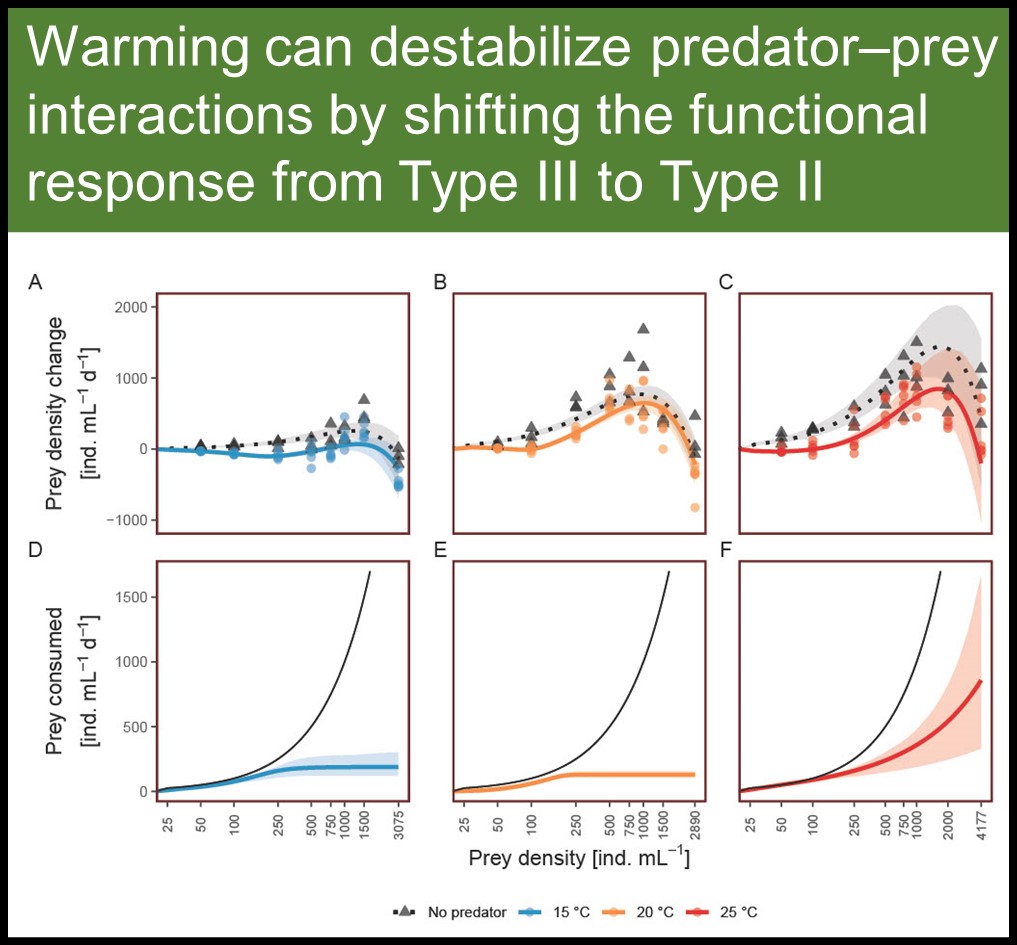 Warming can destabilize predator–prey
interactions by shifting the functional
response from Type III to Type II
A
B
C
Prey density change
[ind. mL⁻¹ d⁻¹]
2000
1000
0
−1000
D
E
F
Prey consumed
[ind. mL⁻¹ d⁻¹]
1500
1000
500
0
25 50 100 250 500 750 1000 1500 3075
25 50 100 250 500 750 1000 1500 2890
25 50 100 250 500 750 1000 2000 4177
Prey density [ind. mL⁻¹]
No predator 15 °C 20 °C 25 °C